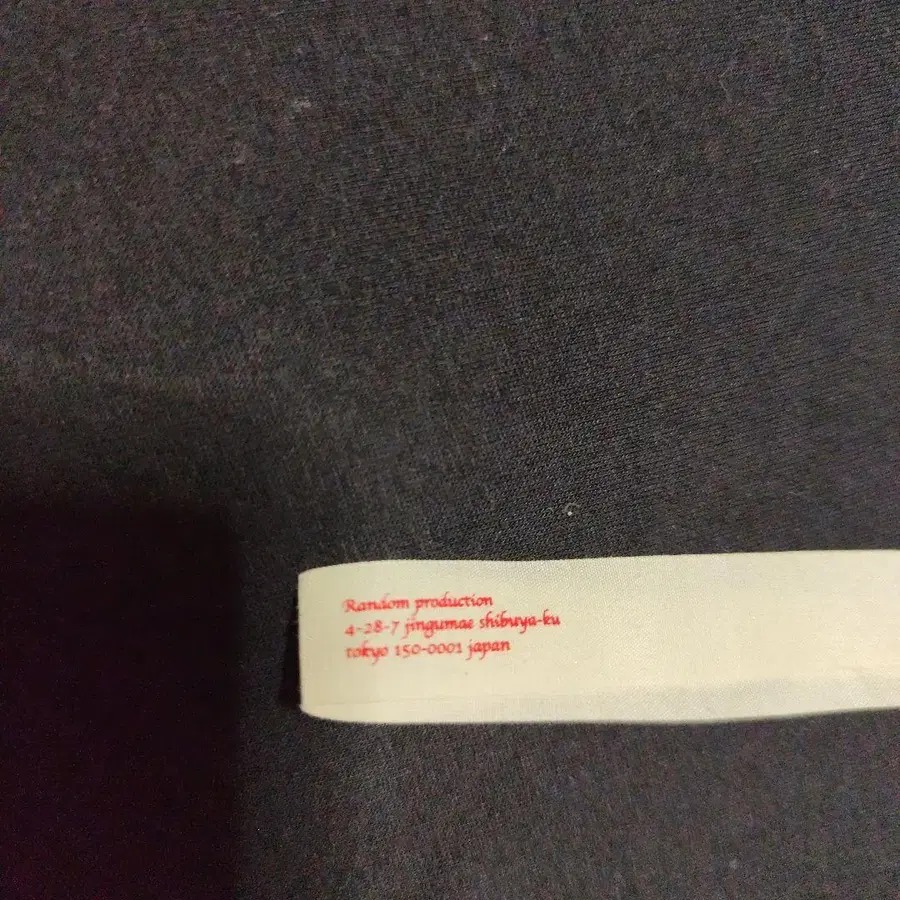 Random production
4-28-7 jingumae shibuya-ku
tokyo 150-0001 japan